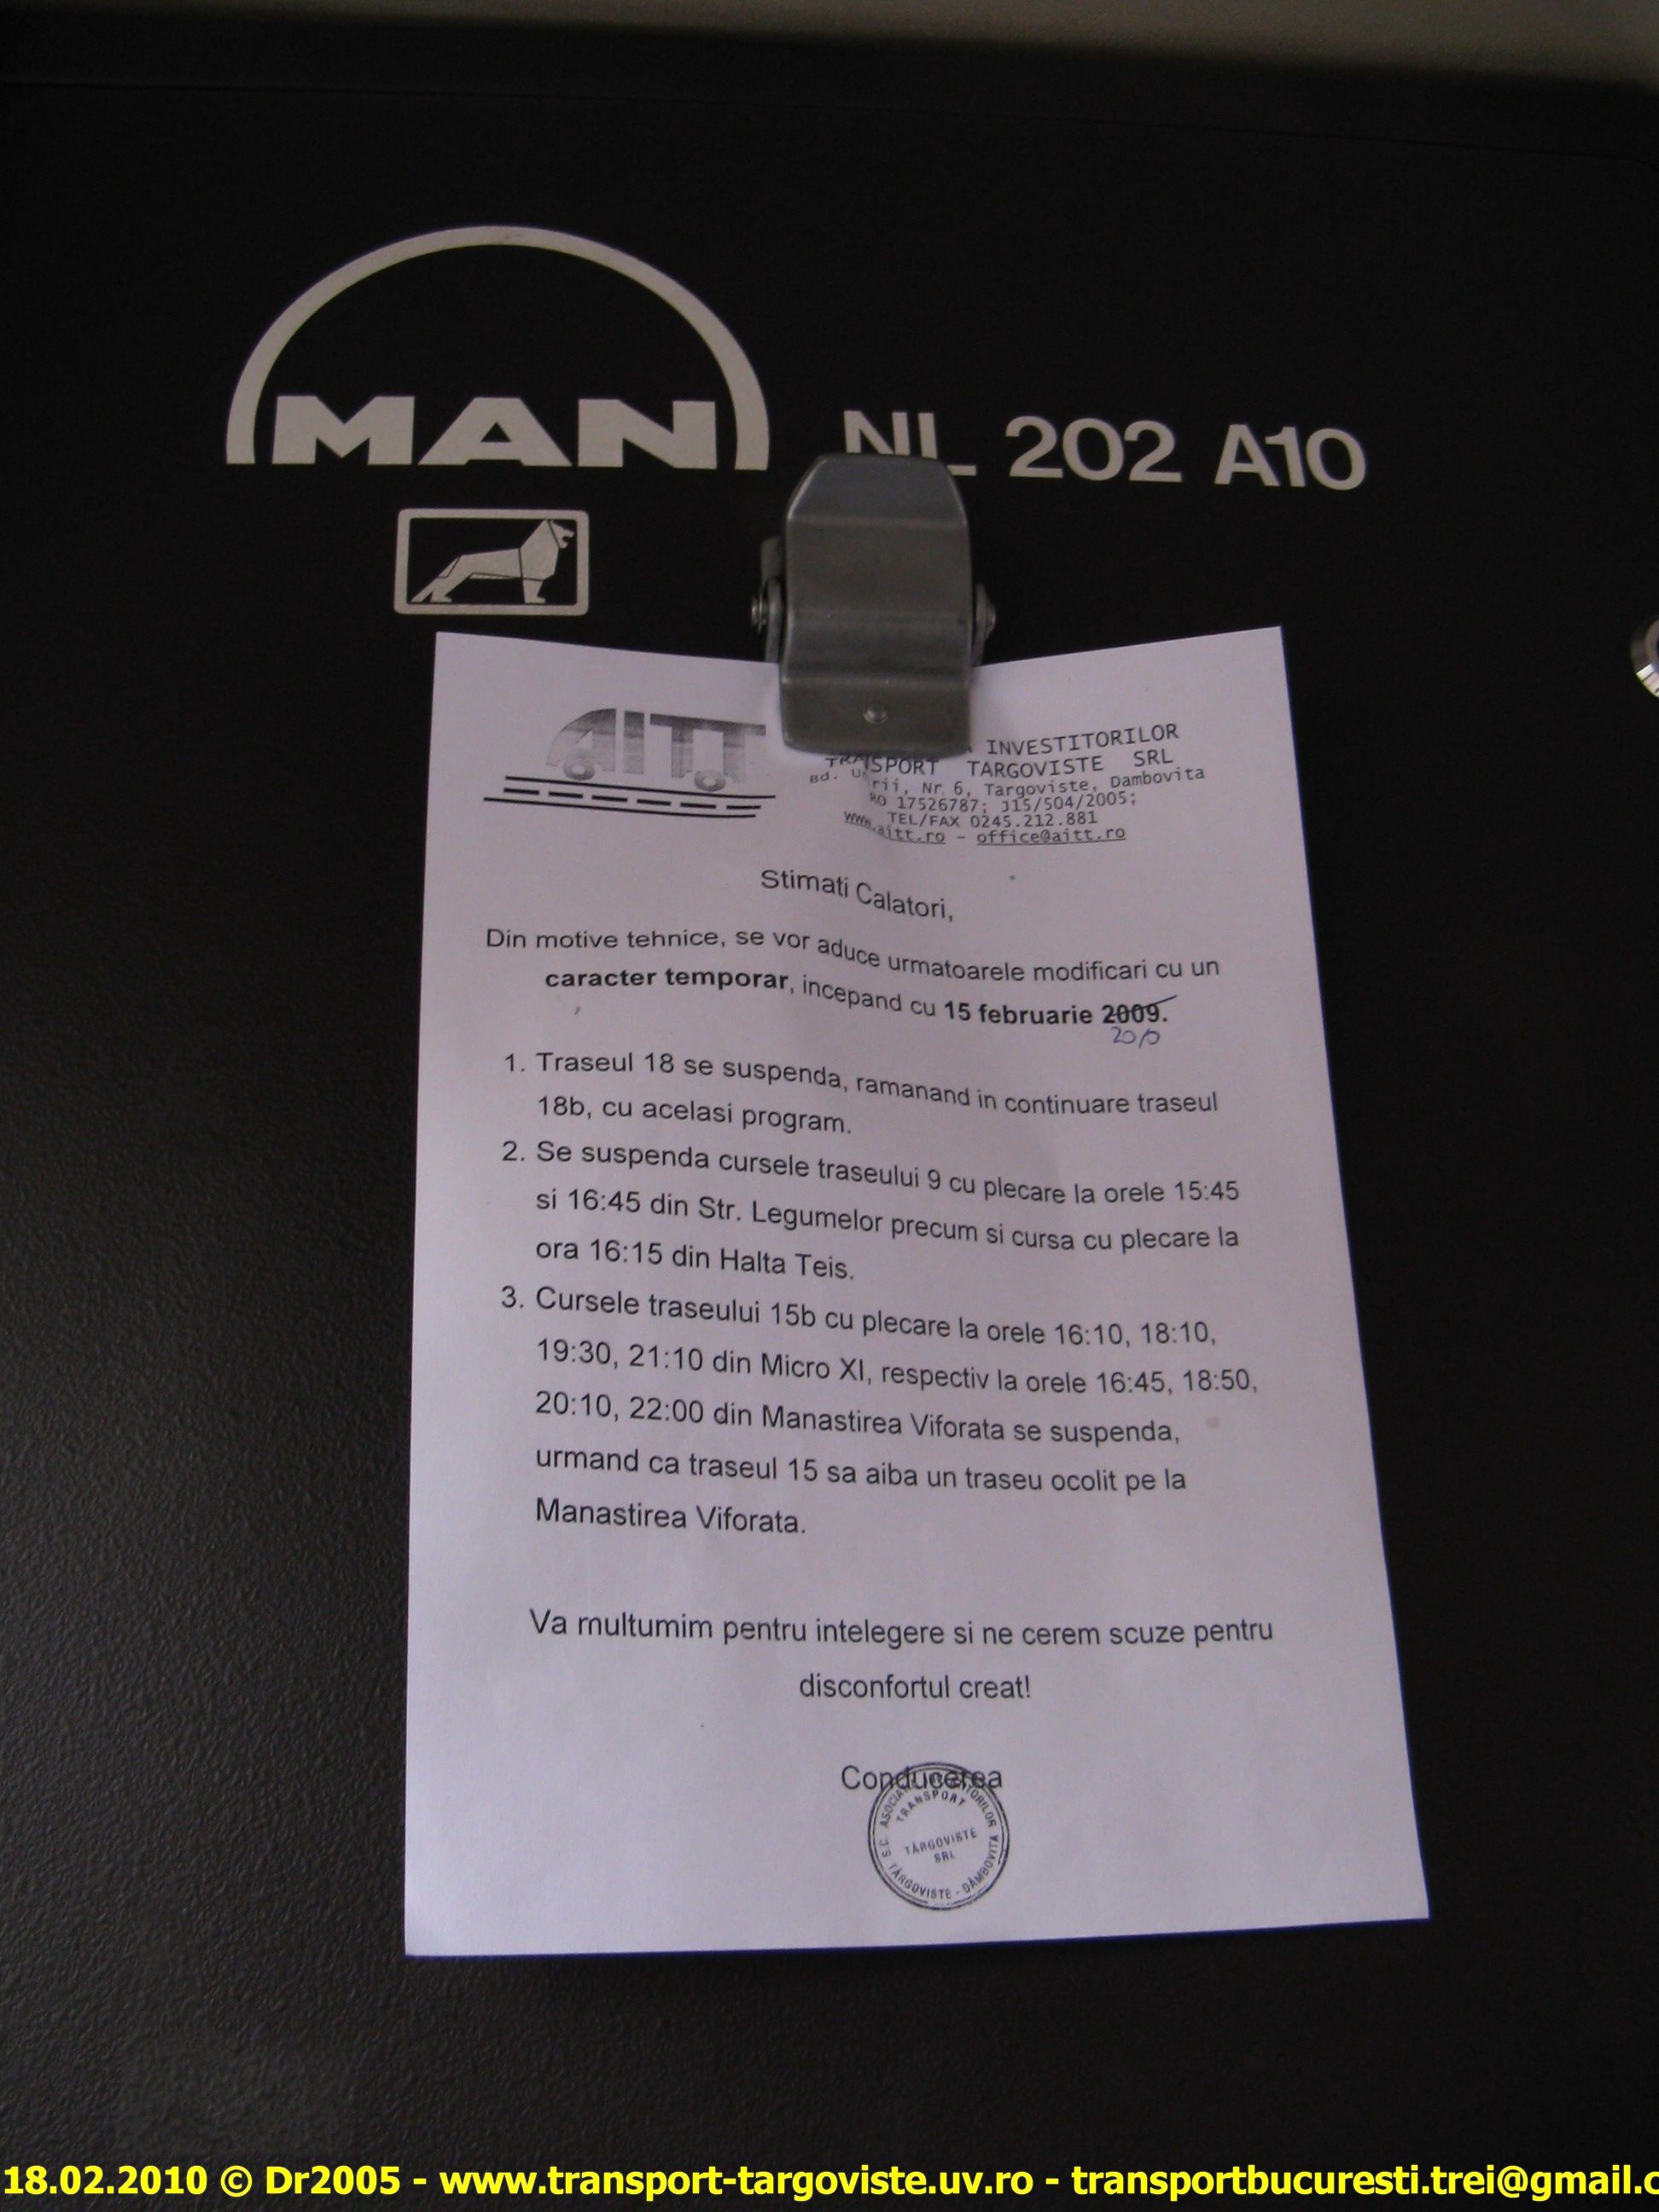 MAN NL 202 A10
AITT
INVESTITORILOR
TRANSPORT TARGOVISTE SRL
Bd. Unirii, Nr. 6, Targoviste, Dambovita
RO 17526787; J15/504/2005;
TEL/FAX 0245.212.881
www.aitt.ro – office@aitt.ro
Stimati Calatori,
Din motive tehnice, se vor aduce urmatoarele modificari cu un
caracter temporar, incepand cu 15 februarie 2009.
2010
1. Traseul 18 se suspenda, ramanand in continuare traseul
18b, cu acelasi program.
2. Se suspenda cursele traseului 9 cu plecare la orele 15:45
si 16:45 din Str. Legumelor precum si cursa cu plecare la
ora 16:15 din Halta Teis.
3. Cursele traseului 15b cu plecare la orele 16:10, 18:10,
19:30, 21:10 din Micro XI, respectiv la orele 16:45, 18:50,
20:10, 22:00 din Manastirea Viforata se suspenda,
urmand ca traseul 15 sa aiba un traseu ocolit pe la
Manastirea Viforata.
Va multumim pentru intelegere si ne cerem scuze pentru
disconfortul creat!
Conducerea
TRANSPORT
TÂRGOVISTE
SRL
TÂRGOVISTE - DÂMBOVITA
18.02.2010 © Dr2005 - www.transport-targoviste.uv.ro - transportbucuresti.trei@gmail.c